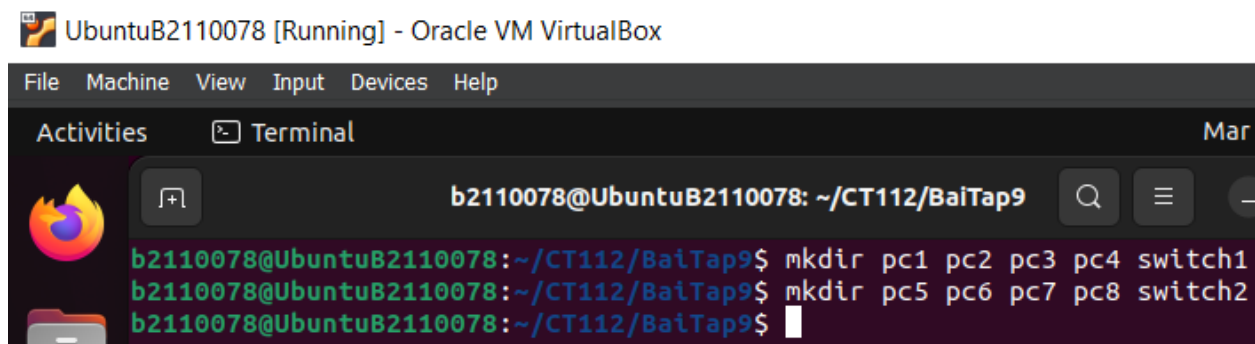 UbuntuB2110078 [Running] - Oracle VM VirtualBox
File Machine View Input Devices Help
Activities Terminal Mar
b2110078@UbuntuB2110078: ~/CT112/BaiTap9
b2110078@UbuntuB2110078:~/CT112/BaiTap9$ mkdir pc1 pc2 pc3 pc4 switch1
b2110078@UbuntuB2110078:~/CT112/BaiTap9$ mkdir pc5 pc6 pc7 pc8 switch2
b2110078@UbuntuB2110078:~/CT112/BaiTap9$